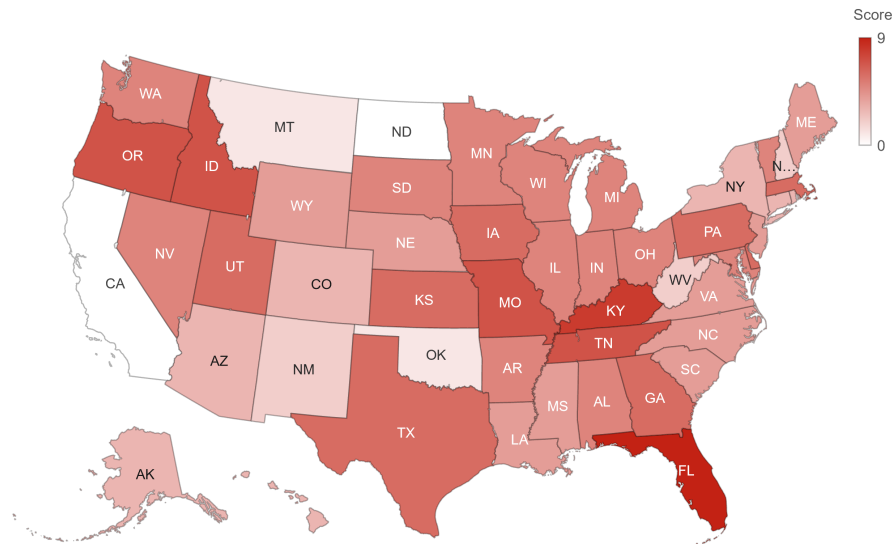 Score
9
0
WA
MT
ND
OR
ID
MN
ME
SD
WI
N...
NY
WY
MI
NE
IA
PA
NV
UT
CO
IL
IN
OH
WV
CA
KS
MO
KY
VA
AZ
NM
OK
TN
NC
AR
SC
TX
MS
AL
GA
LA
AK
FL